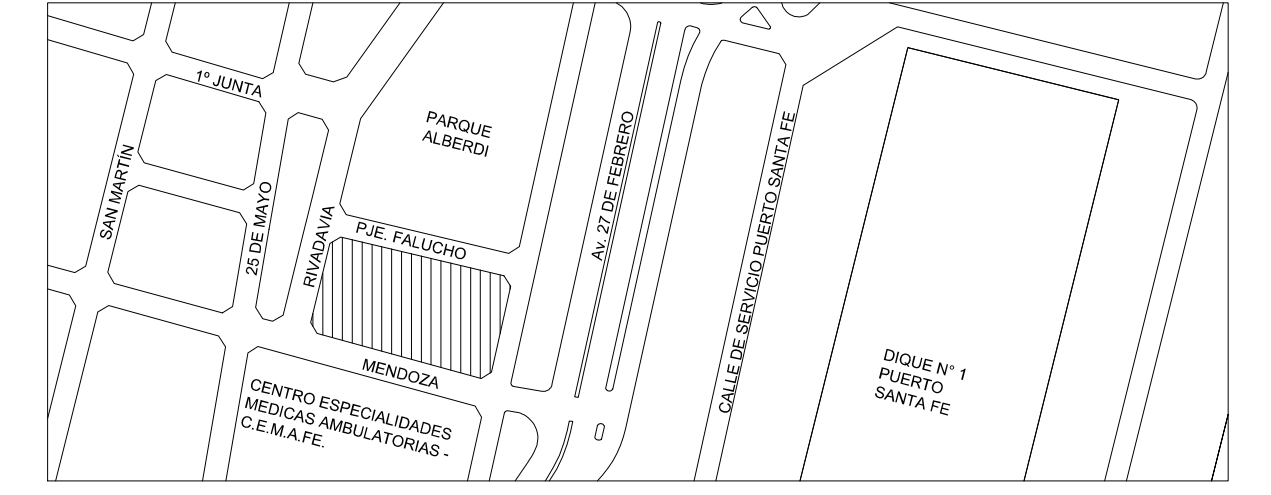 1º JUNTA
PARQUE
ALBERDI
SAN MARTÍN
25 DE MAYO
RIVADAVIA
PJE. FALUCHO
Av. 27 DE FEBRERO
CALLE DE SERVICIO PUERTO SANTA FE
MENDOZA
CENTRO ESPECIALIDADES
MEDICAS AMBULATORIAS -
C.E.M.A.FE.
DIQUE N° 1
PUERTO
SANTA FE